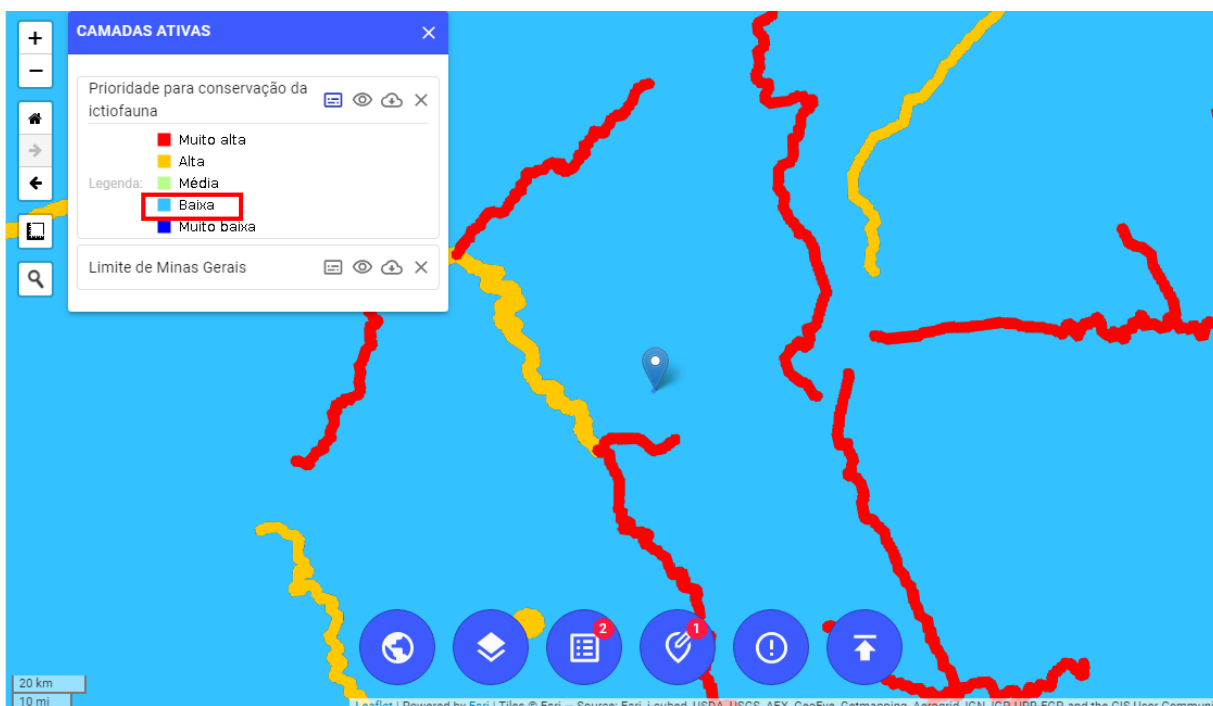 +
CAMADAS ATIVAS
−
Prioridade para conservação da
ictiofauna
Muito alta
Alta
Legenda:
Média
Baixa
Muito baixa
Limite de Minas Gerais
2
1
20 km
10 mi
Leaflet | Powered by Esri | Tiles © Esri — Source: Esri, i-cubed, USDA, USGS, AEX, GeoEye, Getmapping, Aerogrid, IGN, IGP, UPR-EGP, and the GIS User Commun